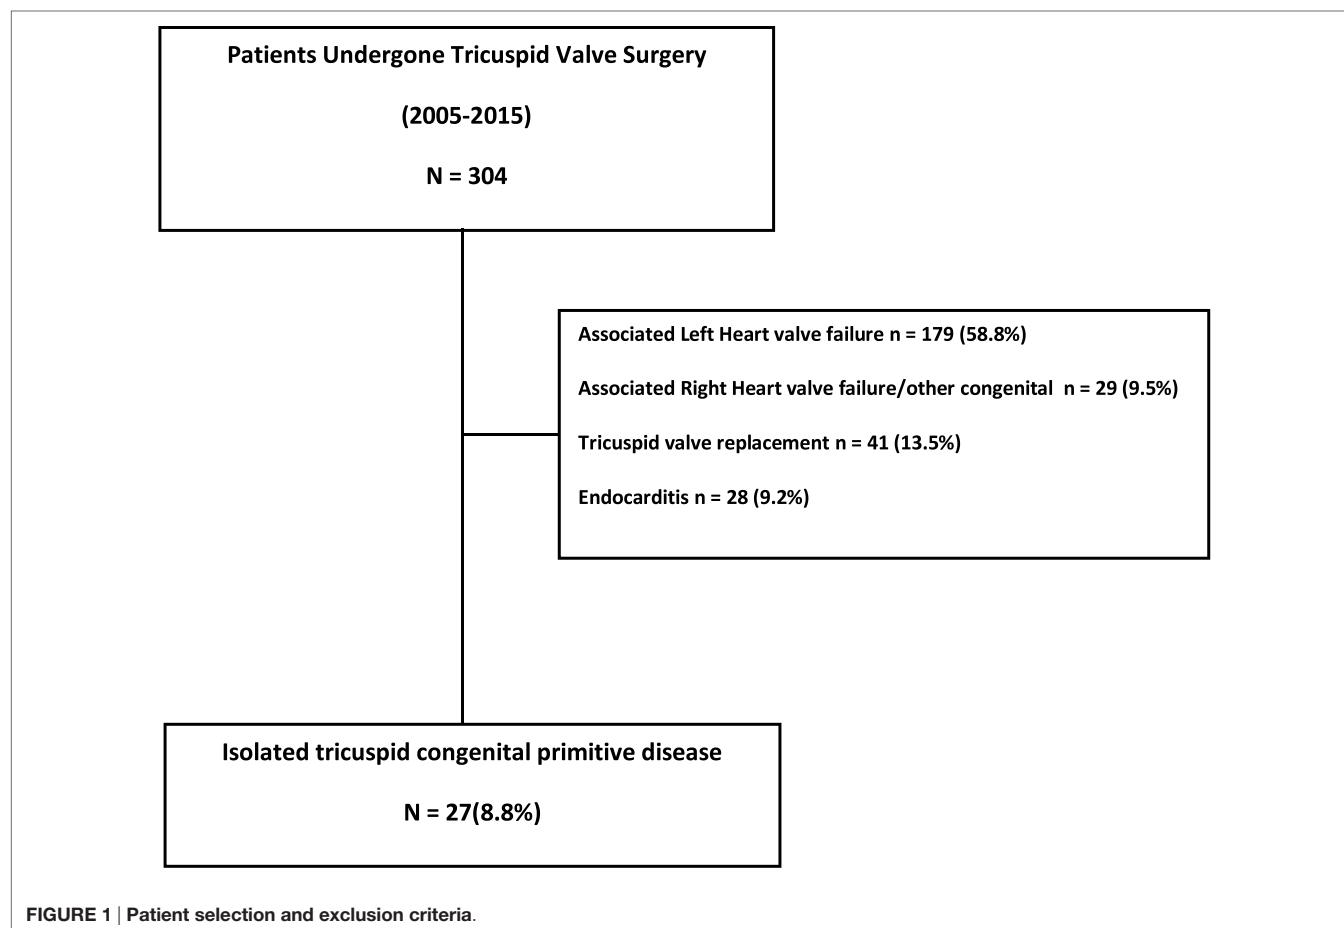 Patients Undergone Tricuspid Valve Surgery
(2005-2015)
N = 304
Associated Left Heart valve failure n = 179 (58.8%)
Associated Right Heart valve failure/other congenital  n = 29 (9.5%)
Tricuspid valve replacement n = 41 (13.5%)
Endocarditis n = 28 (9.2%)
Isolated tricuspid congenital primitive disease
N = 27(8.8%)
FIGURE 1 | Patient selection and exclusion criteria.